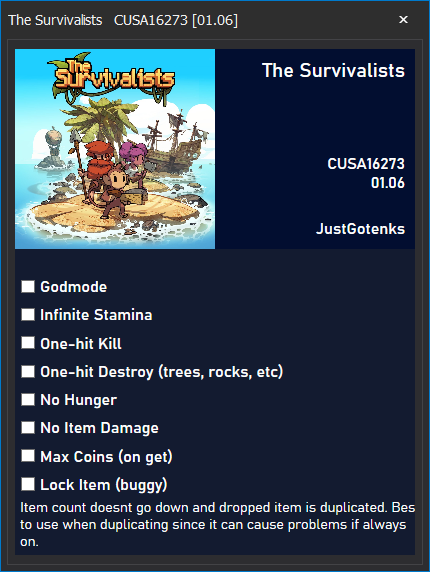 The Survivalists CUSA16273 [01.06]
The
Survivalists
The Survivalists
CUSA16273
01.06
JustGotenks
Godmode
Infinite Stamina
One-hit Kill
One-hit Destroy (trees, rocks, etc)
No Hunger
No Item Damage
Max Coins (on get)
Lock Item (buggy)
Item count doesnt go down and dropped item is duplicated. Bes
to use when duplicating since it can cause problems if always
on.